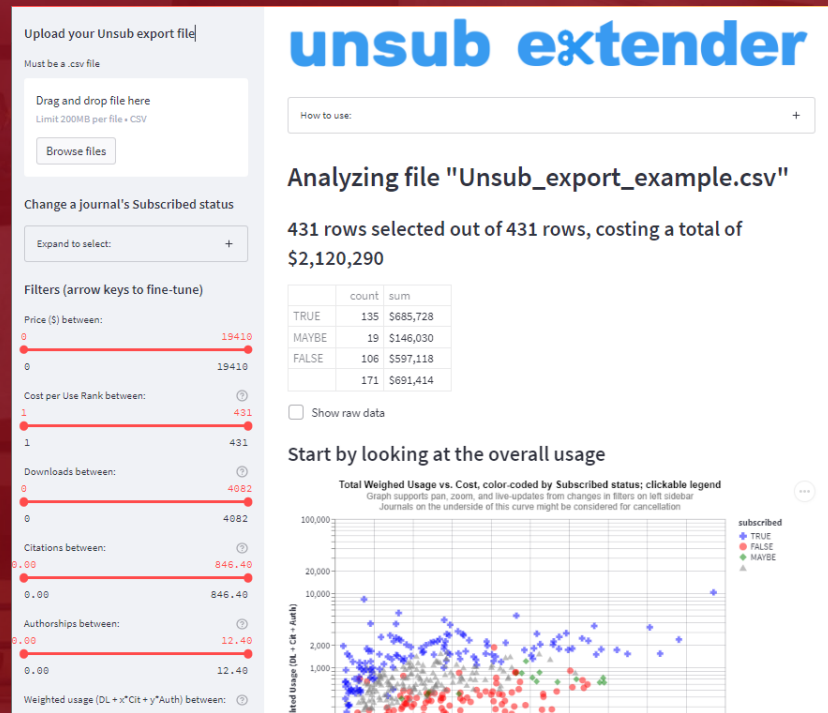 Upload your Unsub export file
Must be a .csv file
Drag and drop file here
Limit 200MB per file • CSV
Browse files
Change a journal's Subscribed status
Expand to select:
+
Filters (arrow keys to fine-tune)
Price ($) between:
0 19410
0 19410
Cost per Use Rank between:
1 431
1 431
Downloads between:
0 4082
0 4082
Citations between:
0.00 846.40
0.00 846.40
Authorships between:
0.00 12.40
0.00 12.40
Weighted usage (DL + x*Cit + y*Auth) between:
unsub extender
How to use:
+
Analyzing file "Unsub_export_example.csv"
431 rows selected out of 431 rows, costing a total of
$2,120,290
count sum
TRUE 135 $685,728
MAYBE 19 $146,030
FALSE 106 $597,118
171 $691,414
Show raw data
Start by looking at the overall usage
Total Weighed Usage vs. Cost, color-coded by Subscribed status; clickable legend
Graph supports pan, zoom, and live-updates from changes in filters on left sidebar
Journals on the underside of this curve might be considered for cancellation
100,000
20,000
10,000
2,000
1,000
hted Usage (DL + Cit + Auth)
subscribed
TRUE
FALSE
MAYBE